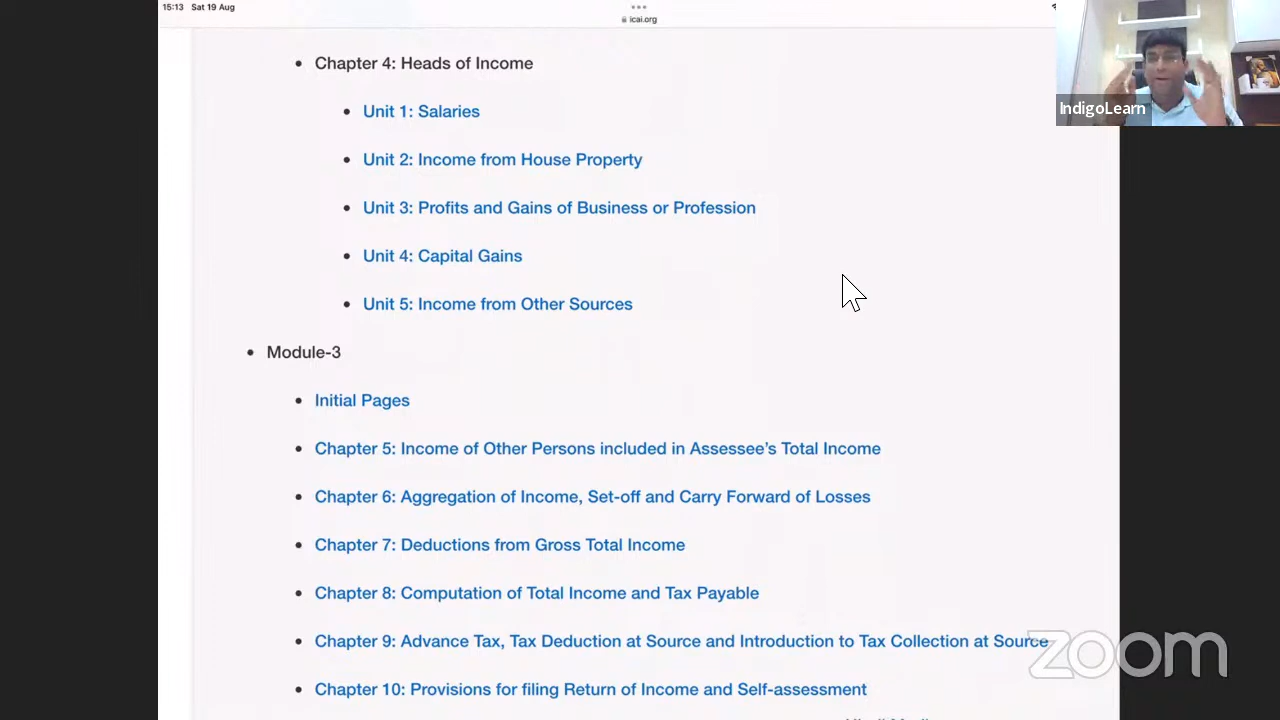 15:13 Sat 19 Aug
icai.org
IndigoLearn
Chapter 4: Heads of Income
Unit 1: Salaries
Unit 2: Income from House Property
Unit 3: Profits and Gains of Business or Profession
Unit 4: Capital Gains
Unit 5: Income from Other Sources
Module-3
Initial Pages
Chapter 5: Income of Other Persons included in Assessee's Total Income
Chapter 6: Aggregation of Income, Set-off and Carry Forward of Losses
Chapter 7: Deductions from Gross Total Income
Chapter 8: Computation of Total Income and Tax Payable
Chapter 9: Advance Tax, Tax Deduction at Source and Introduction to Tax Collection at Source
zoom
Chapter 10: Provisions for filing Return of Income and Self-assessment